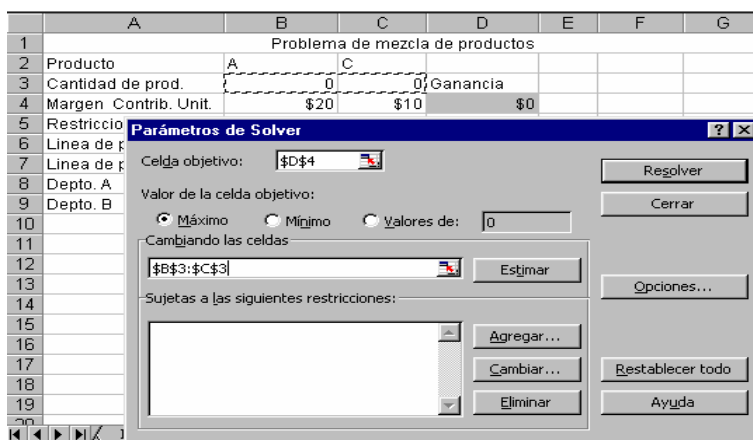 A B C D E F G
1 Problema de mezcla de productos
2 Producto A C
3 Cantidad de prod. 0 0 Ganancia
4 Margen Contrib. Unit. $20 $10 $0
5 Restriccio
6 Linea de p
7 Linea de p
8 Depto. A
9 Depto. B
10
11
12
13
14
15
16
17
18
19
20
Parámetros de Solver
Celda objetivo: $D$4
Valor de la celda objetivo:
Máximo Mínimo Valores de: 0
Cambiando las celdas
$B$3:$C$3 Estimar
Sujetas a las siguientes restricciones:
Agregar...
Cambiar...
Eliminar
Resolver
Cerrar
Opciones...
Restablecer todo
Ayuda